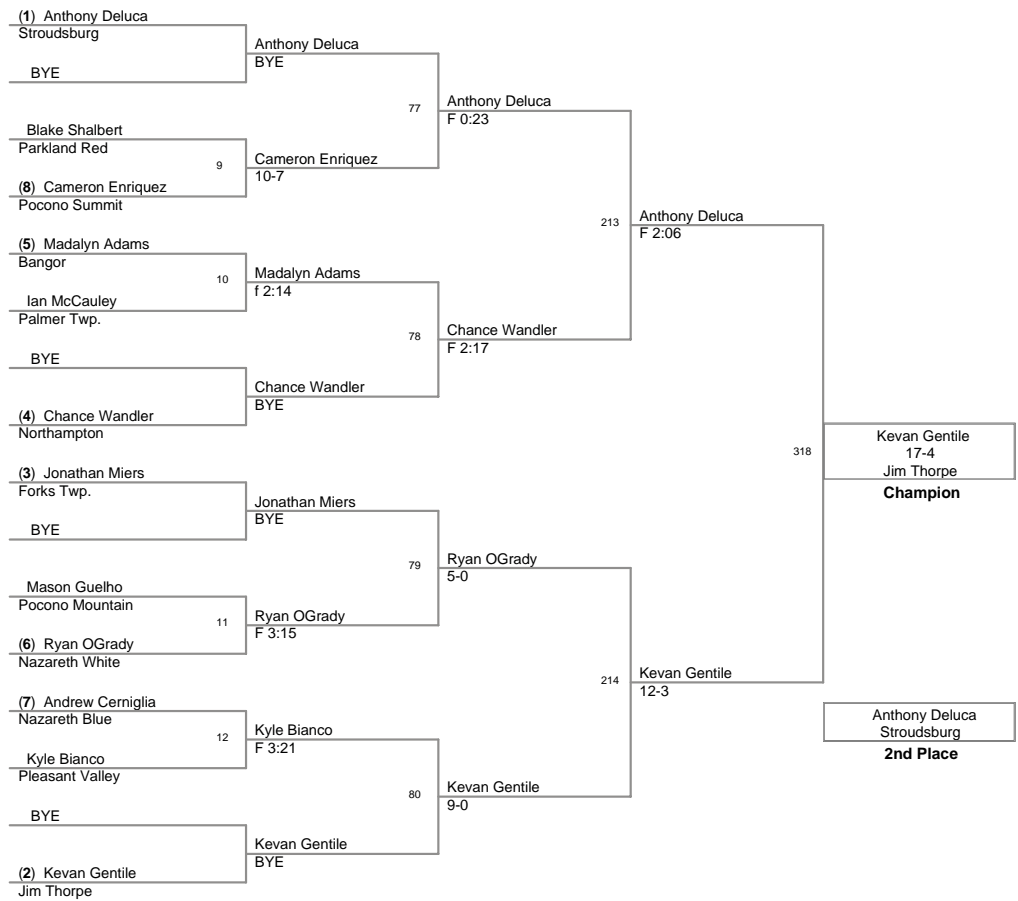 (1) Anthony Deluca
Stroudsburg
BYE
Blake Shalbert
Parkland Red
9
(8) Cameron Enriquez
Pocono Summit
(5) Madalyn Adams
Bangor
10
Ian McCauley
Palmer Twp.
BYE
(4) Chance Wandler
Northampton
(3) Jonathan Miers
Forks Twp.
BYE
Mason Guelho
Pocono Mountain
11
(6) Ryan OGrady
Nazareth White
(7) Andrew Cerniglia
Nazareth Blue
12
Kyle Bianco
Pleasant Valley
BYE
(2) Kevan Gentile
Jim Thorpe
Anthony Deluca
BYE
77
Cameron Enriquez
10-7
Madalyn Adams
f 2:14
78
Chance Wandler
BYE
Jonathan Miers
BYE
79
Ryan OGrady
F 3:15
Kyle Bianco
F 3:21
80
Kevan Gentile
BYE
Anthony Deluca
F 0:23
213
Chance Wandler
F 2:17
Ryan OGrady
5-0
214
Kevan Gentile
9-0
Anthony Deluca
F 2:06
318
Kevan Gentile
12-3
Kevan Gentile
17-4
Jim Thorpe
Champion
Anthony Deluca
Stroudsburg
2nd Place